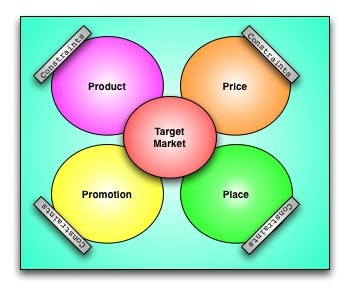 Constraints
Constraints
Product
Price
Target
Market
Promotion
Place
Constraints
Constraints